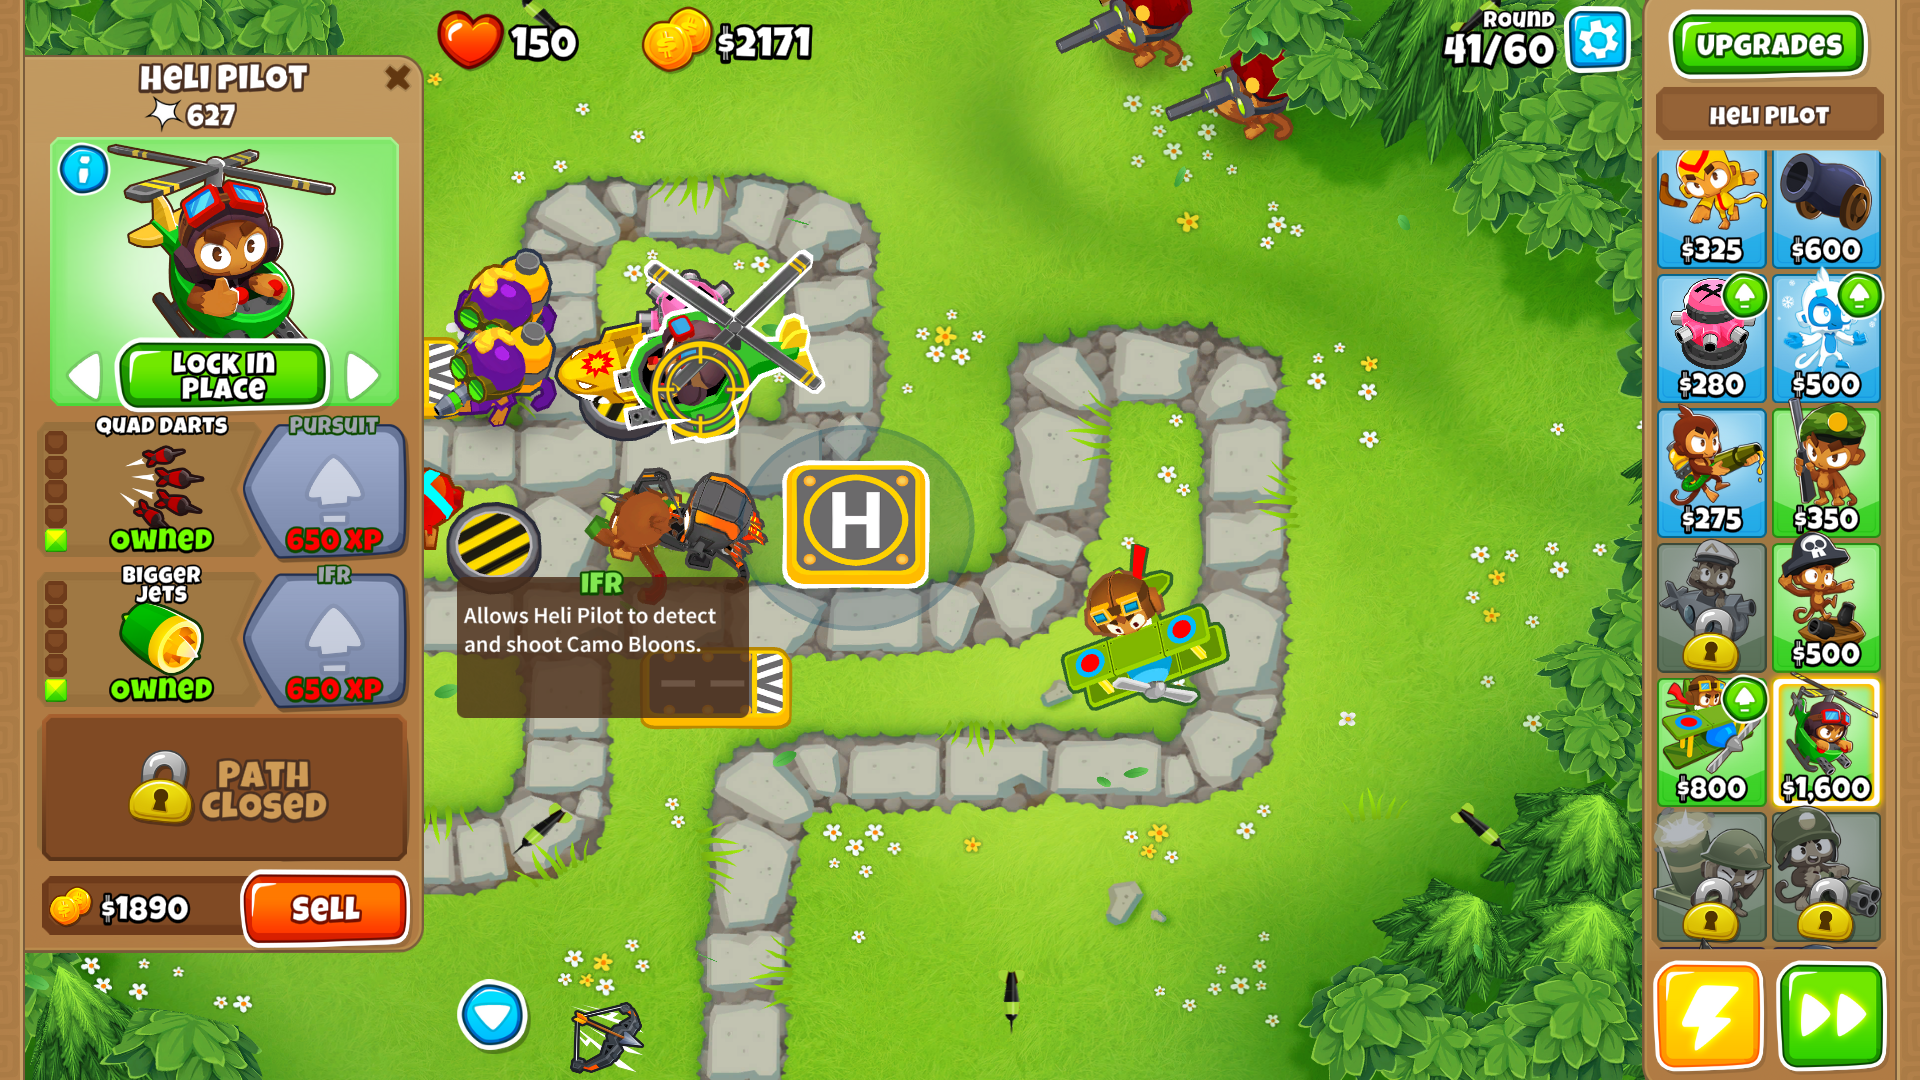 HELI PILOT
627
LOCK IN
PLACE
QUAD DARTS
OWNED
PURSUIT
650 XP
BIGGER
JETS
OWNED
IFR
650 XP
PATH
CLOSED
$1890
SELL
150
$2171
ROUND
41/60
H
IFR
Allows Heli Pilot to detect
and shoot Camo Bloons.
UPGRADES
HELI PILOT
$325
$600
$280
$500
$275
$350
$500
$800
$1,600